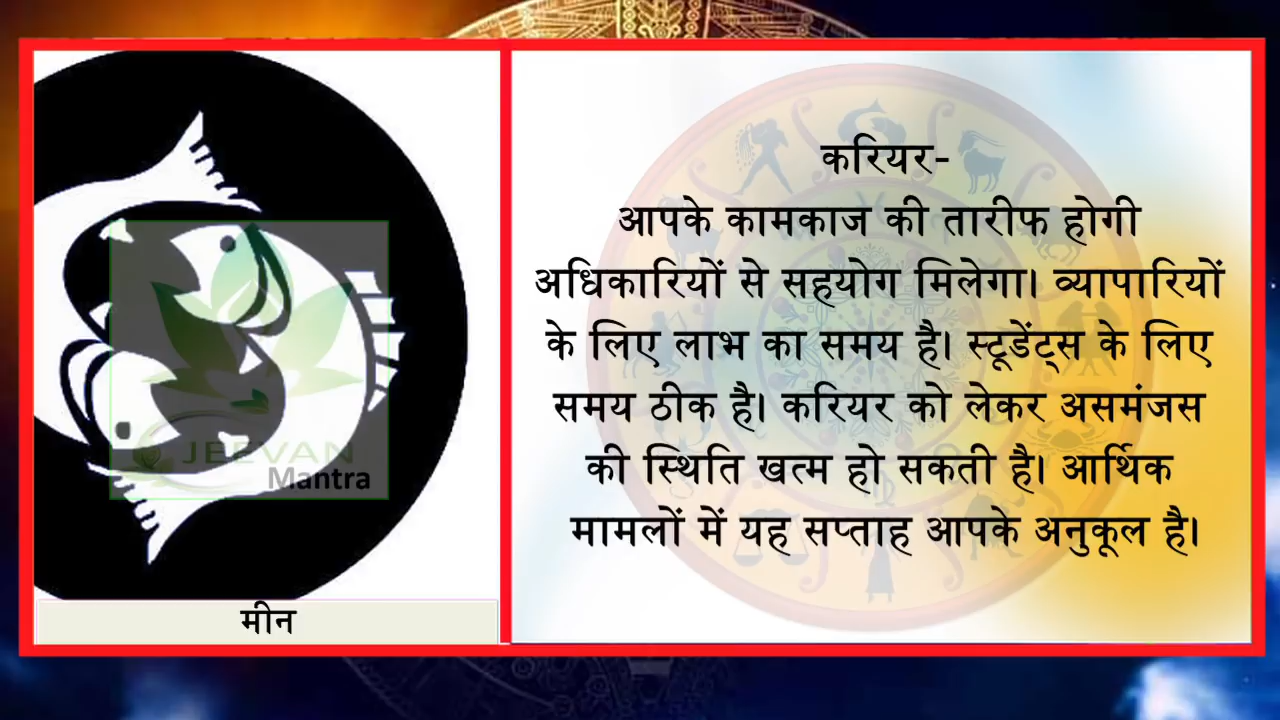 करियर-
आपके कामकाज की तारीफ होगी
अधिकारियों से सहयोग मिलेगा। व्यापारियों
के लिए लाभ का समय है। स्टूडेंट्स के लिए
समय ठीक है। करियर को लेकर असमंजस
की स्थिति खत्म हो सकती है। आर्थिक
मामलों में यह सप्ताह आपके अनुकूल है।
JEEVAN
Mantra
मीन